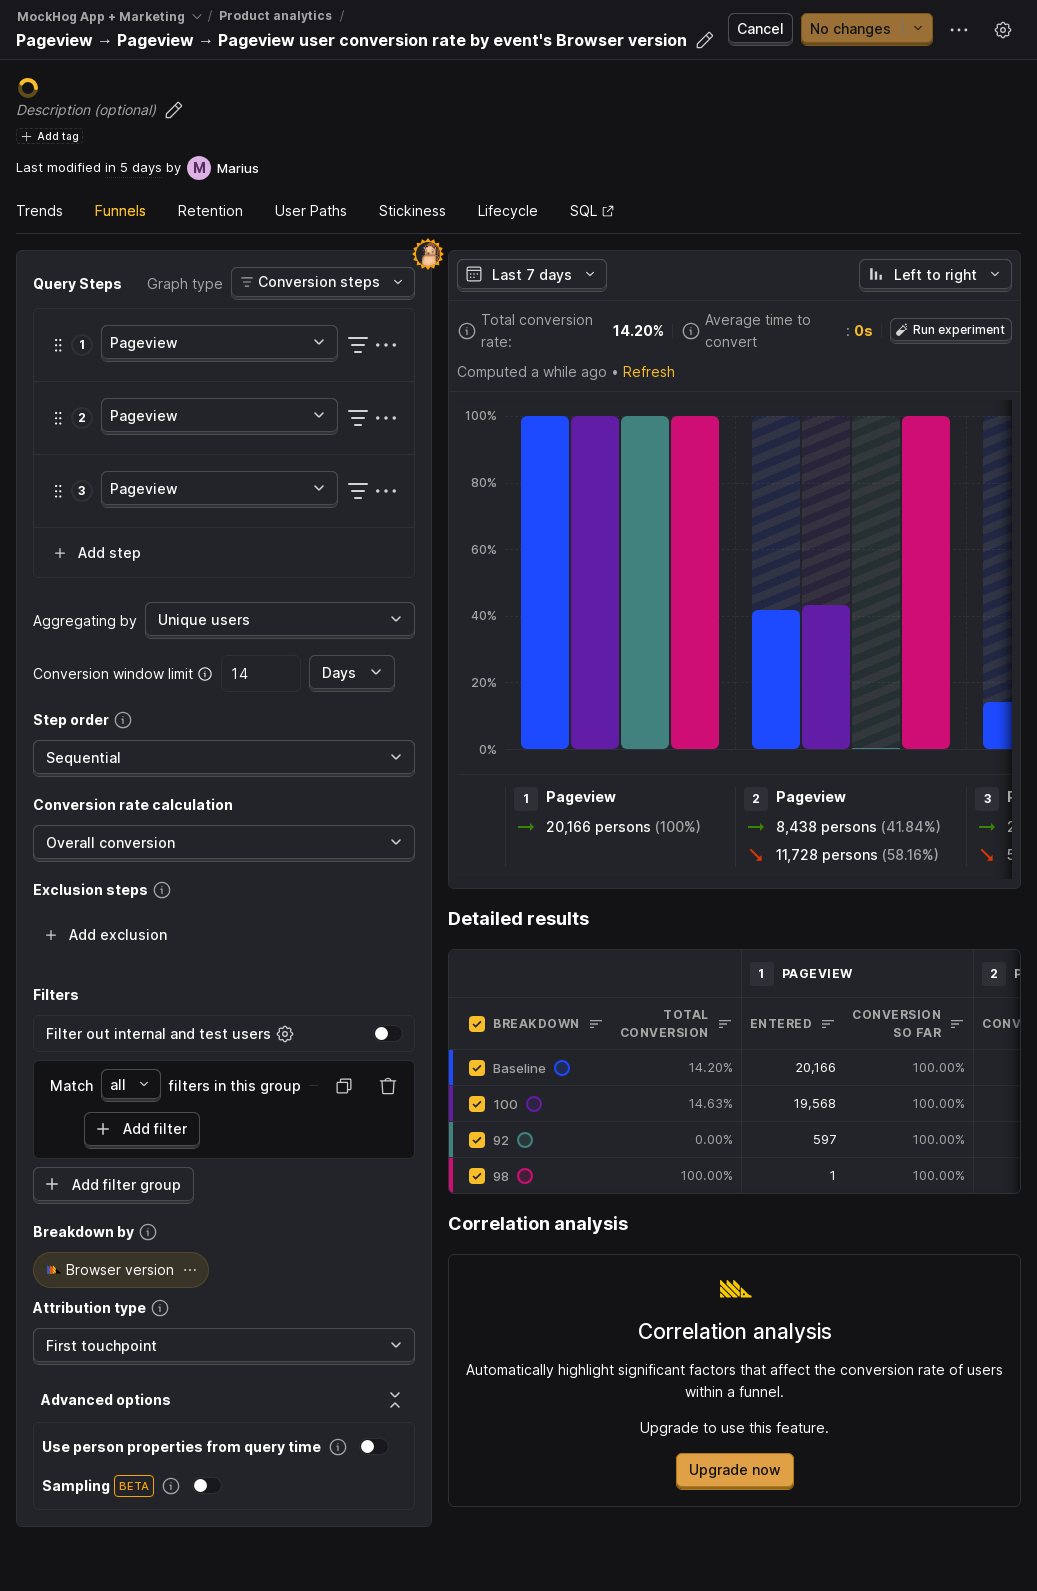 MockHog App + Marketing / Product analytics /
Pageview → Pageview → Pageview user conversion rate by event's Browser version
Cancel
No changes
Description (optional)
Add tag
Last modified in 5 days by M Marius
Trends Funnels Retention User Paths Stickiness Lifecycle SQL
Query Steps Graph type Conversion steps
1 Pageview
2 Pageview
3 Pageview
Add step
Aggregating by Unique users
Conversion window limit 14 Days
Step order
Sequential
Conversion rate calculation
Overall conversion
Exclusion steps
Add exclusion
Filters
Filter out internal and test users
Match all filters in this group
Add filter
Add filter group
Breakdown by
Browser version
Attribution type
First touchpoint
Advanced options
Use person properties from query time
Sampling BETA
Last 7 days Left to right
Total conversion rate: 14.20% Average time to convert : 0s Run experiment
Computed a while ago • Refresh
100%
80%
60%
40%
20%
0%
1 Pageview
20,166 persons (100%)
2 Pageview
8,438 persons (41.84%)
11,728 persons (58.16%)
3
Detailed results
1 PAGEVIEW 2
BREAKDOWN TOTAL CONVERSION ENTERED CONVERSION SO FAR CONV
Baseline 14.20% 20,166 100.00%
100 14.63% 19,568 100.00%
92 0.00% 597 100.00%
98 100.00% 1 100.00%
Correlation analysis
Correlation analysis
Automatically highlight significant factors that affect the conversion rate of users
within a funnel.
Upgrade to use this feature.
Upgrade now